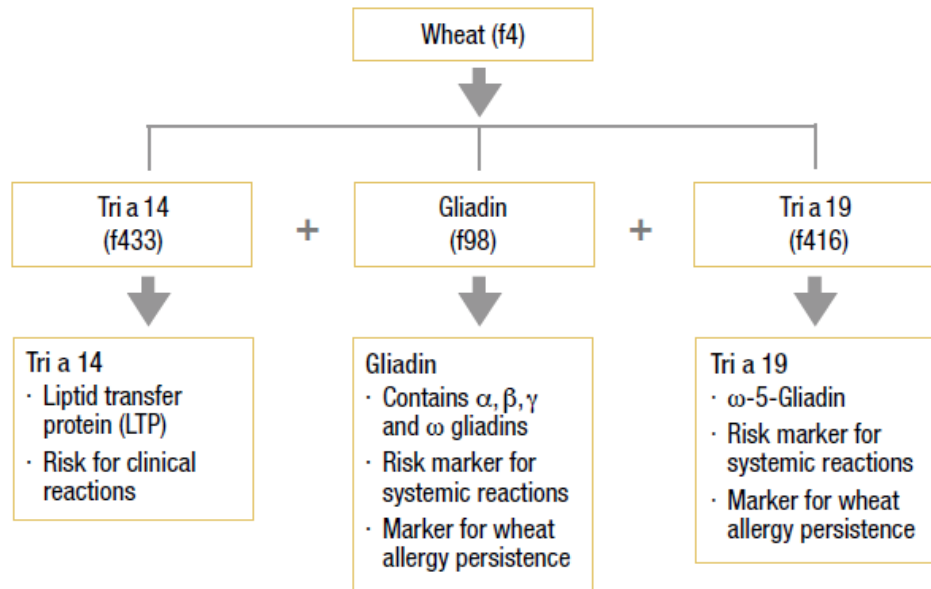 Wheat (f4)
Tri a 14
(f433)
+
Gliadin
(f98)
+
Tri a 19
(f416)
Tri a 14
· Liptid transfer
protein (LTP)
· Risk for clinical
reactions
Gliadin
· Contains α, β, γ
and ω gliadins
· Risk marker for
systemic reactions
· Marker for wheat
allergy persistence
Tri a 19
· ω-5-Gliadin
· Risk marker for
systemic reactions
· Marker for wheat
allergy persistence